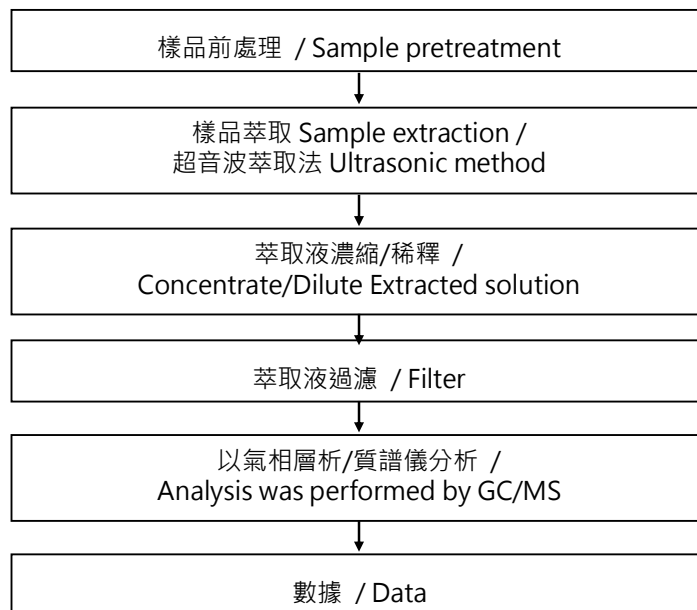 樣品前處理 / Sample pretreatment
樣品萃取 Sample extraction /
超音波萃取法 Ultrasonic method
萃取液濃縮/稀釋 /
Concentrate/Dilute Extracted solution
萃取液過濾 / Filter
以氣相層析/質譜儀分析 /
Analysis was performed by GC/MS
數據 / Data